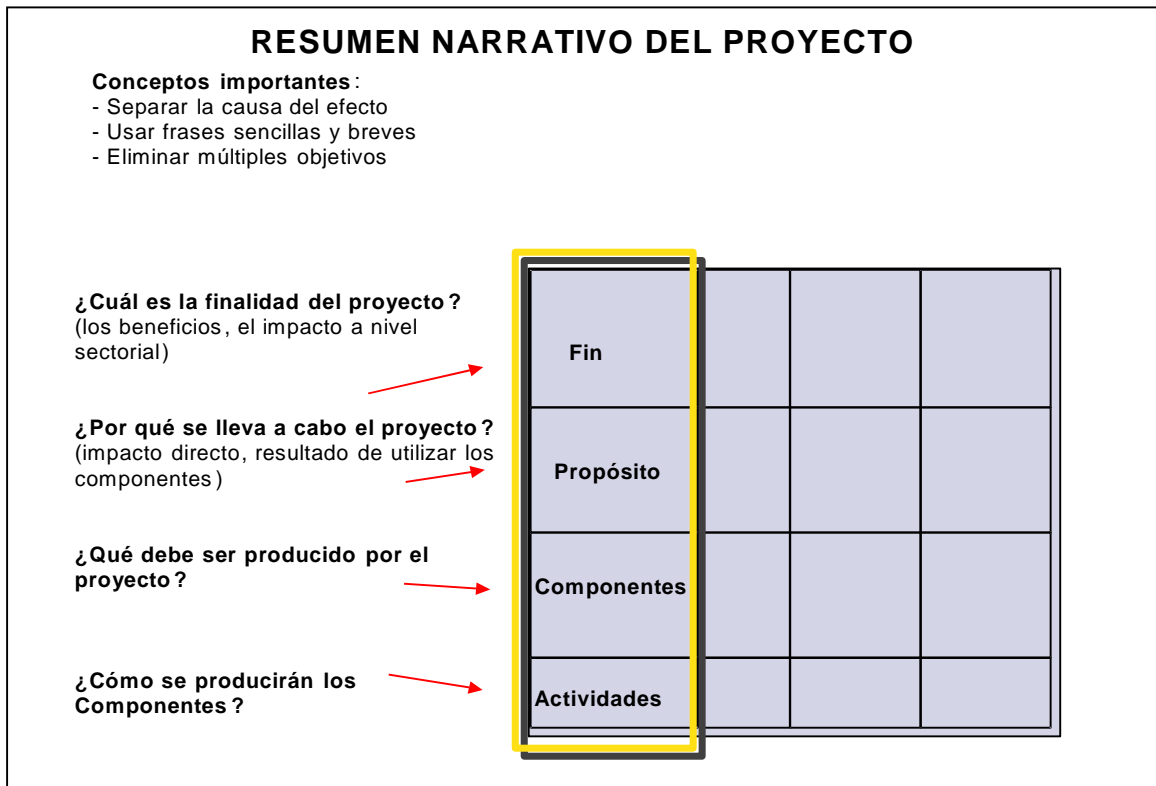 RESUMEN NARRATIVO DEL PROYECTO
Conceptos importantes:
- Separar la causa del efecto
- Usar frases sencillas y breves
- Eliminar múltiples objetivos
¿Cuál es la finalidad del proyecto?
(los beneficios, el impacto a nivel
sectorial)
Fin
¿Por qué se lleva a cabo el proyecto?
(impacto directo, resultado de utilizar los
componentes)
Propósito
¿Qué debe ser producido por el
proyecto?
Componentes
¿Cómo se producirán los
Componentes?
Actividades